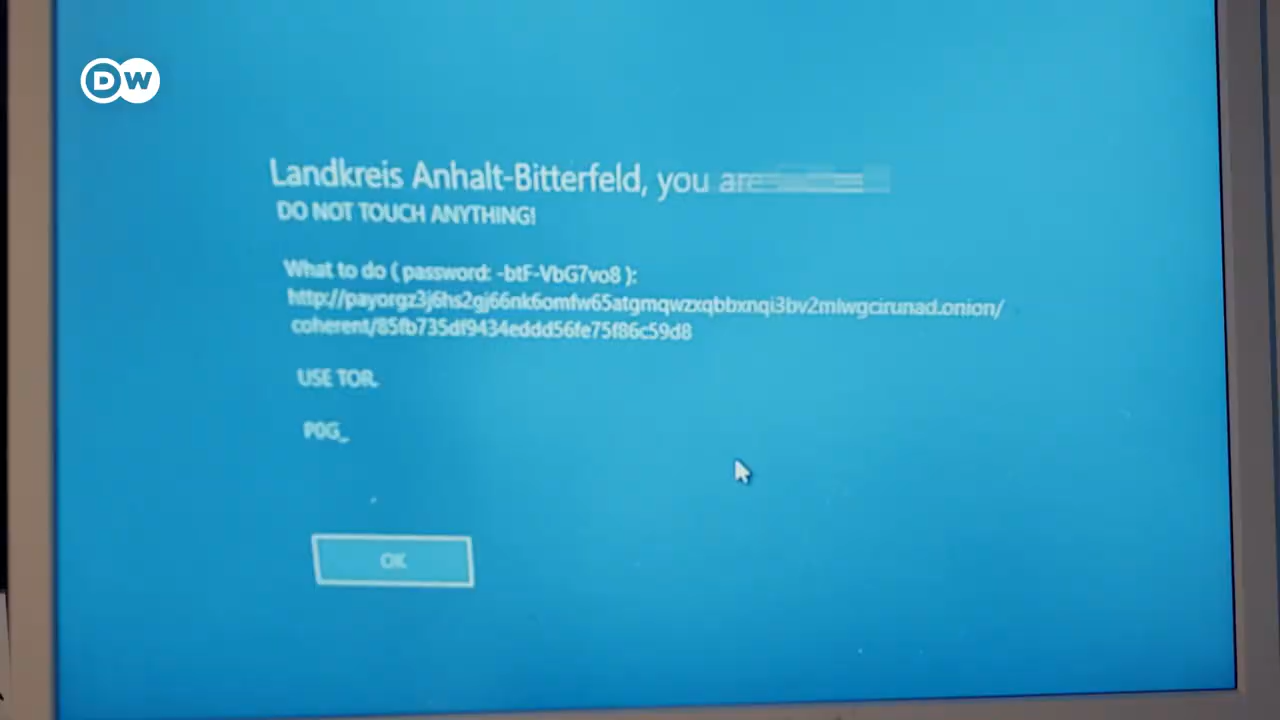 DW
Landkreis Anhalt-Bitterfeld, you are
DO NOT TOUCH ANYTHING!
What to do ( password: -btF-VbG7vo8 ):
http://payorgz3j6hs2gj66nk6omfw65atgmqwzxqbbxnqi3bv2mlwgcirunad.onion/
coherent/85fb735df9434eddd56fe75f86c59d8
USE TOR.
P0G_
OK